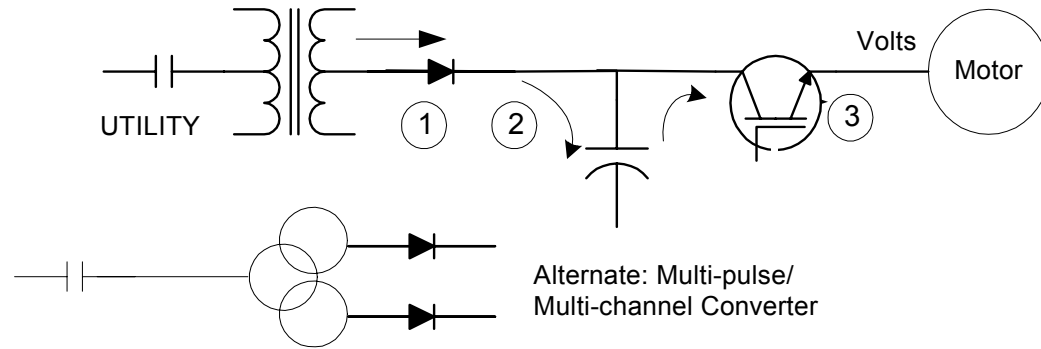 Volts
Motor
UTILITY
1
2
3
Alternate: Multi-pulse/
Multi-channel Converter